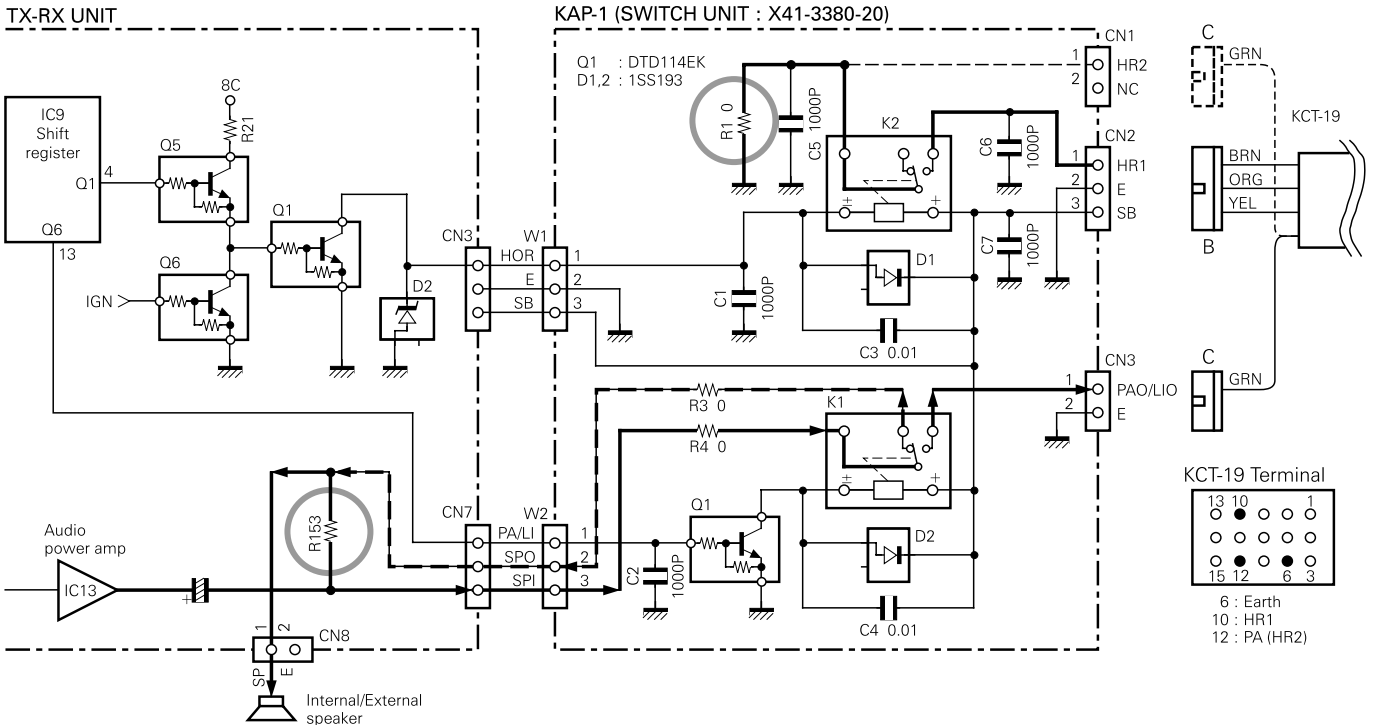 TX-RX UNIT
KAP-1 (SWITCH UNIT : X41-3380-20)
IC9
Shift
register
Q1
4
Q6
13
8C
R21
Q5
Q6
IGN
Q1
D2
CN3
W1
HOR
E
SB
1
2
3
Q1 : DTD114EK
D1,2 : 1SS193
R1 0
C5
1000P
K2
±
+
C6
1000P
C7
1000P
C1
1000P
D1
C3 0.01
CN1
1
HR2
2
NC
CN2
1
HR1
2
E
3
SB
C
GRN
KCT-19
BRN
ORG
YEL
B
CN3
1
PAO/LIO
2
E
C
GRN
R3 0
R4 0
K1
±
+
Q1
D2
C4 0.01
C2
1000P
CN7
W2
PA/LI
SPO
SPI
1
2
3
R153
Audio
power amp
IC13
+
1
2
CN8
SP
E
Internal/External
speaker
KCT-19 Terminal
13 10 1
15 12 6 3
6 : Earth
10 : HR1
12 : PA (HR2)